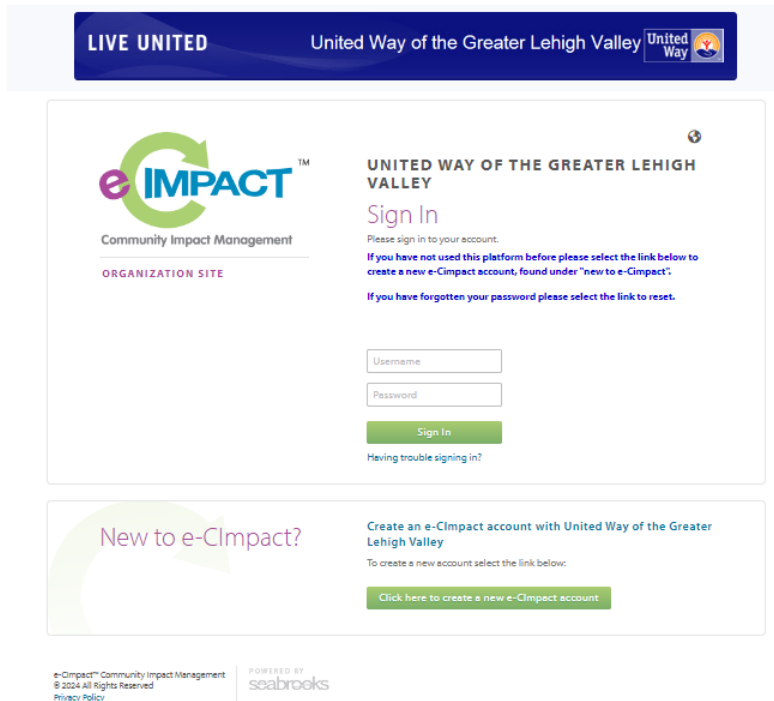 LIVE UNITED
United Way of the Greater Lehigh Valley
United
Way
e CIMPACT™
Community Impact Management
ORGANIZATION SITE
UNITED WAY OF THE GREATER LEHIGH
VALLEY
Sign In
Please sign in to your account.
If you have not used this platform before please select the link below to
create a new e-Cimpact account, found under "new to e-Cimpact".
If you have forgotten your password please select the link to reset.
Username
Password
Sign In
Having trouble signing in?
New to e-CImpact?
Create an e-CImpact account with United Way of the Greater
Lehigh Valley
To create a new account select the link below:
Click here to create a new e-CImpact account
e-CImpact™ Community Impact Management
© 2024 All Rights Reserved
Privacy Policy
POWERED BY
seabrooks